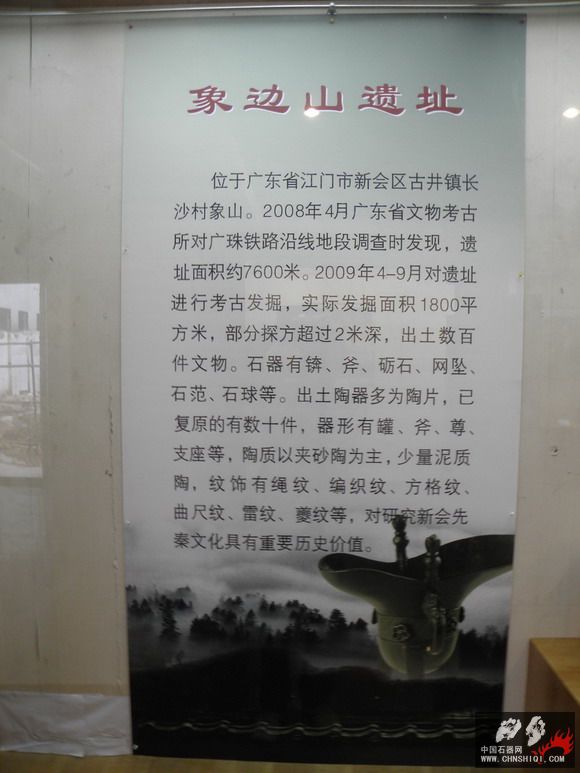 象边山遗址
位于广东省江门市新会区古井镇长
沙村象山。2008年4月广东省文物考古
所对广珠铁路沿线地段调查时发现，遗
址面积约7600米。2009年4-9月对遗址
进行考古发掘，实际发掘面积1800平
方米，部分探方超过2米深，出土数百
件文物。石器有锛、斧、砺石、网坠、
石范、石球等。出土陶器多为陶片，已
复原的有数十件，器形有罐、斧、尊、
支座等，陶质以夹砂陶为主，少量泥质
陶，纹饰有绳纹、编织纹、方格纹、
曲尺纹、雷纹、夔纹等，对研究新会先
秦文化具有重要历史价值。
中国石器网
WWW.CHNSHIQI.COM